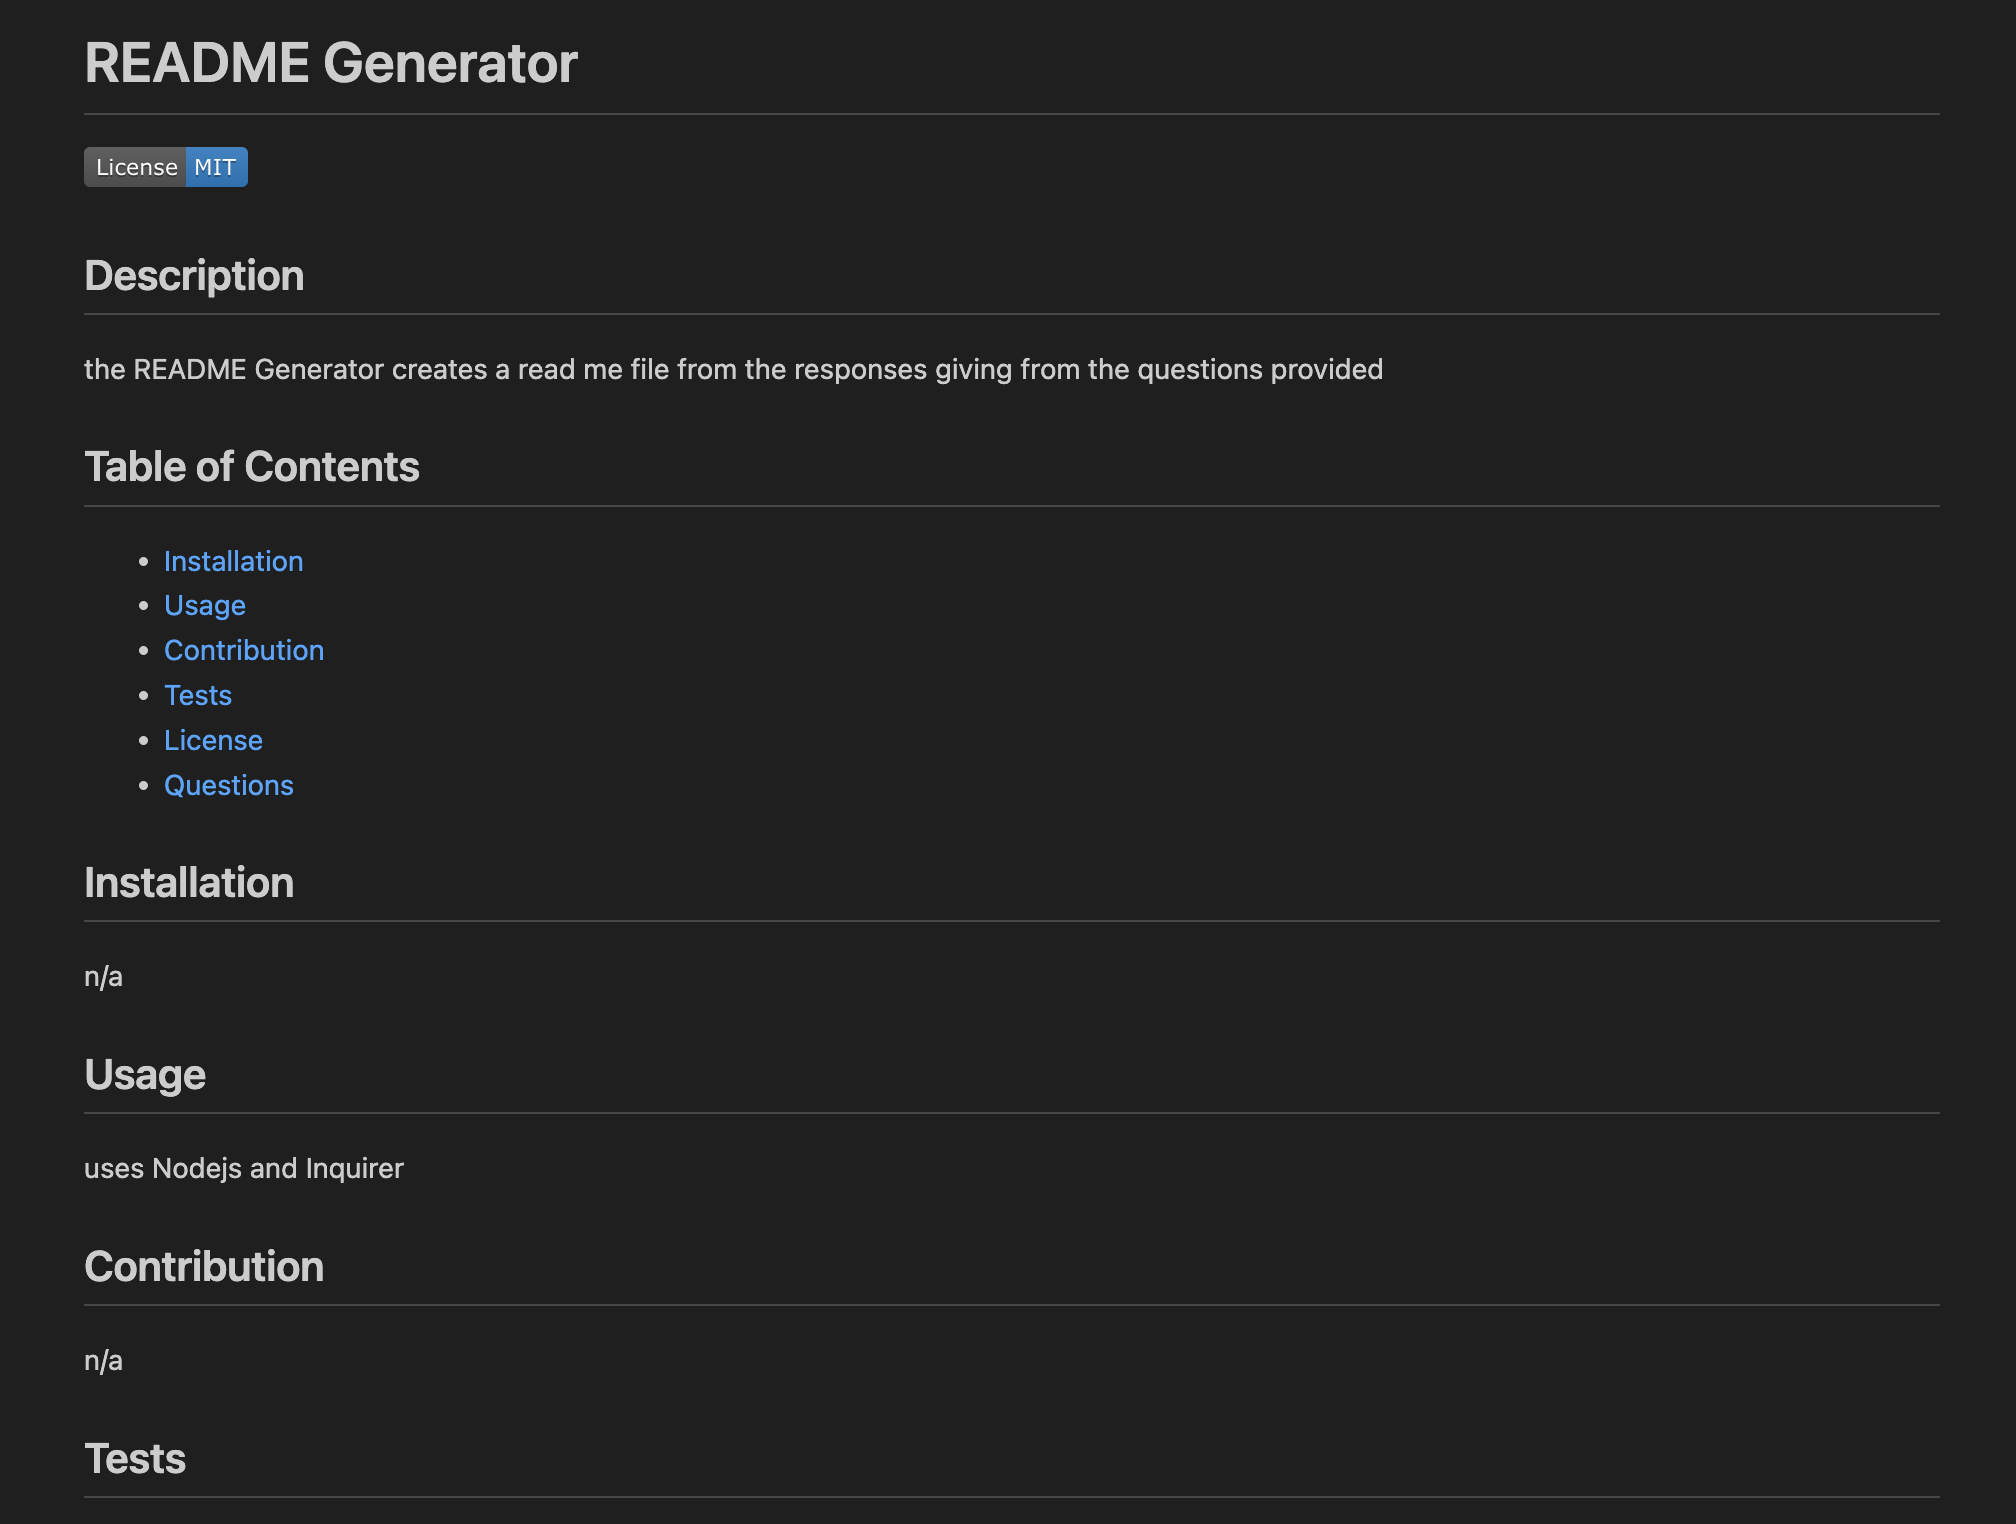 README Generator
License MIT
Description
the README Generator creates a read me file from the responses giving from the questions provided
Table of Contents
Installation
Usage
Contribution
Tests
License
Questions
Installation
n/a
Usage
uses Nodejs and Inquirer
Contribution
n/a
Tests